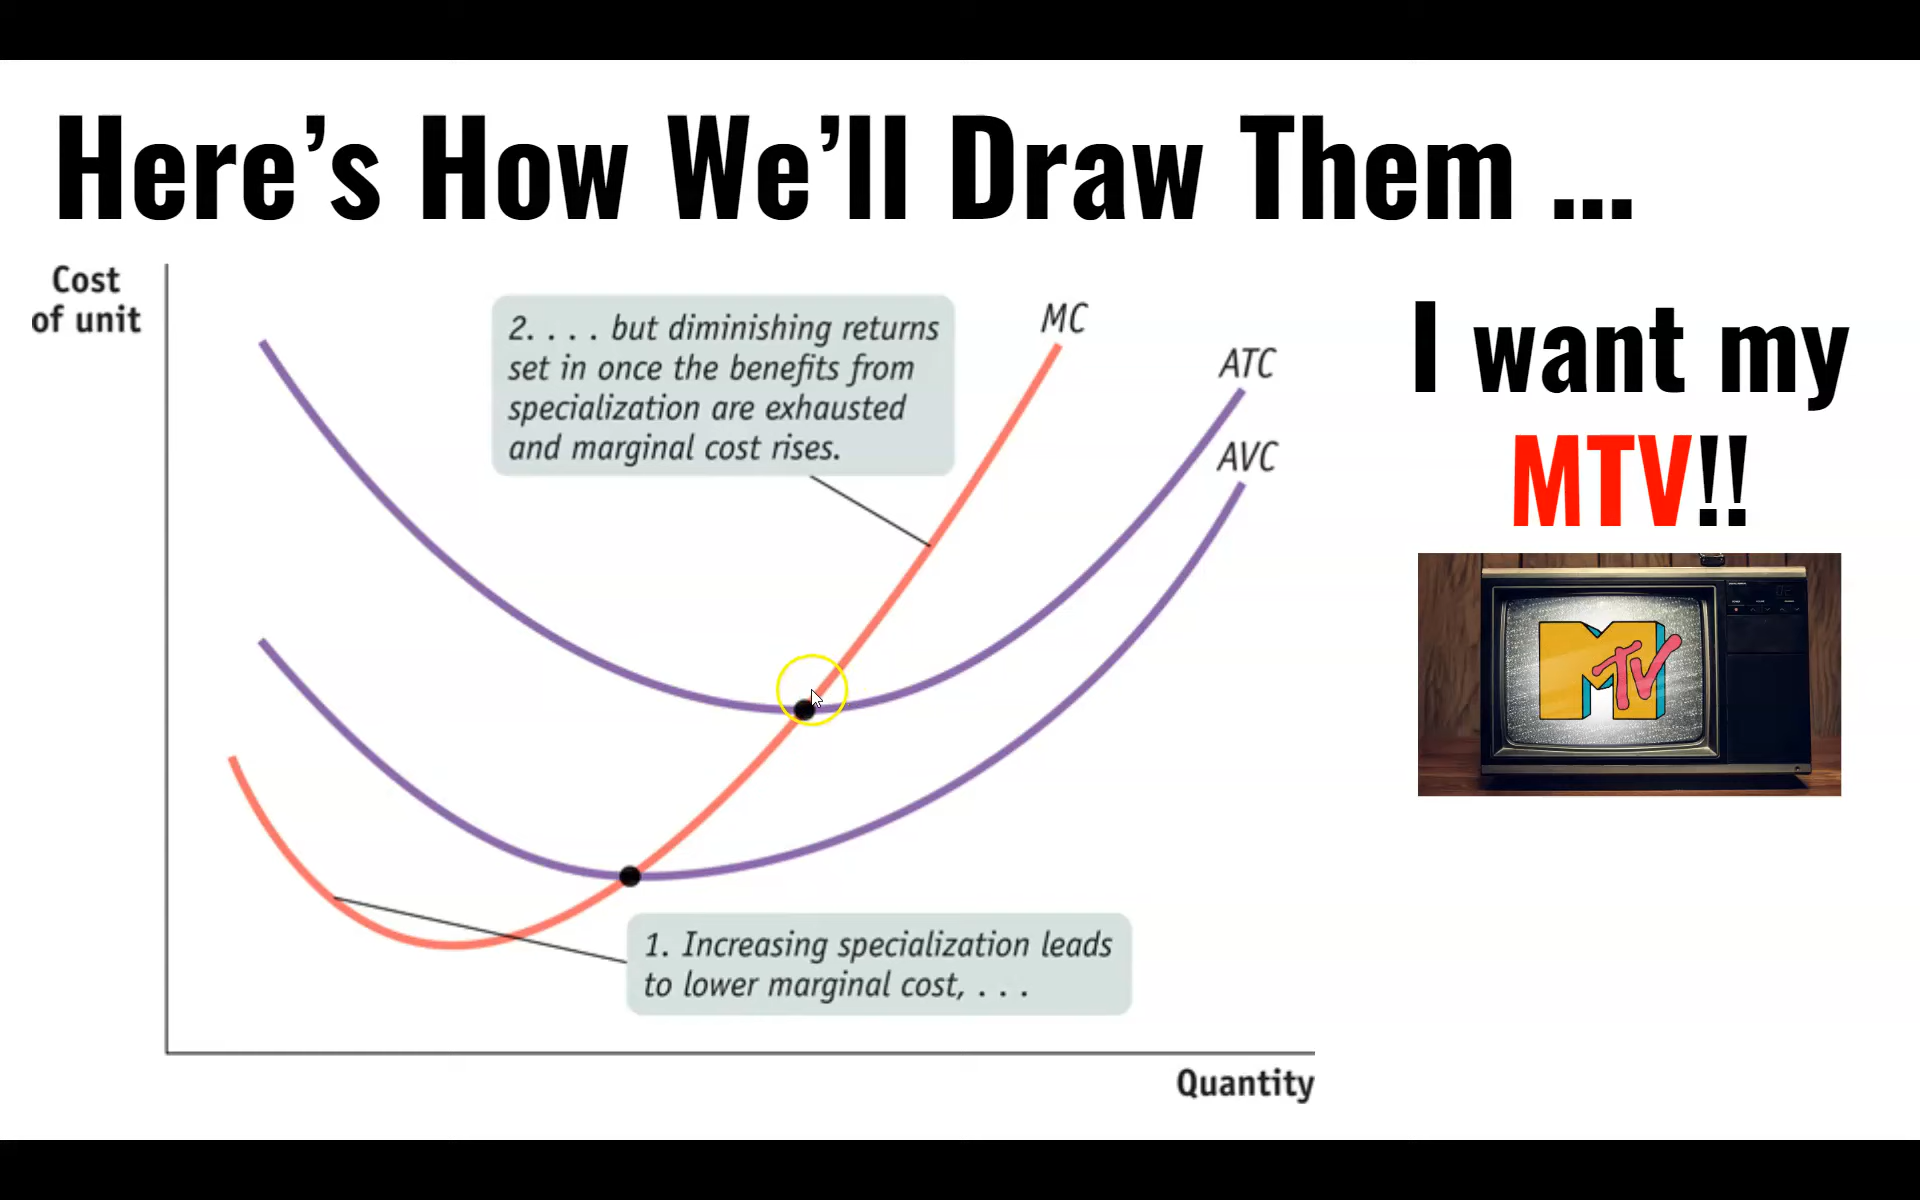 Here’s How We’ll Draw Them ...
Cost
of unit
2. . . . but diminishing returns
set in once the benefits from
specialization are exhausted
and marginal cost rises.
MC
ATC
AVC
1. Increasing specialization leads
to lower marginal cost, . . .
Quantity
I want my
MTV!!
MTV